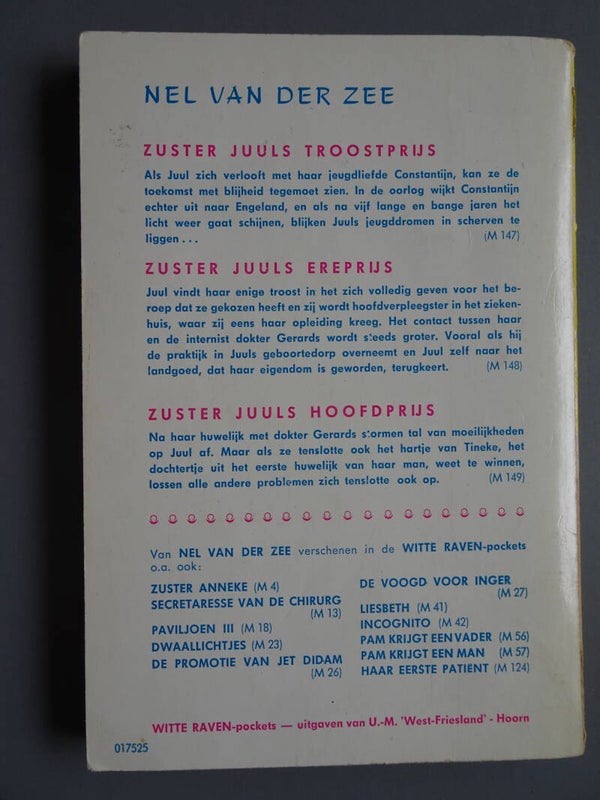 NEL VAN DER ZEE
ZUSTER JUULS TROOSTPRIJS
Als Juul zich verlooft met haar jeugdliefde Constantijn, kan ze de
toekomst met blijheid tegemoet zien. In de oorlog wijkt Constantijn
echter uit naar Engeland, en als na vijf lange en bange jaren het
licht weer gaat schijnen, blijken Juuls jeugddromen in scherven te
liggen . . . (M 147)
ZUSTER JUULS EREPRIJS
Juul vindt haar enige troost in het zich volledig geven voor het be-
roep dat ze gekozen heeft en zij wordt hoofdverpleegster in het zieken-
huis, waar zij eens haar opleiding kreeg. Het contact tussen haar
en de internist dokter Gerards wordt steeds groter. Vooral als hij
de praktijk in Juuls geboortedorp overneemt en Juul zelf naar het
landgoed, dat haar eigendom is geworden, terugkeert. (M 148)
ZUSTER JUULS HOOFDPRIJS
Na haar huwelijk met dokter Gerards stormen tal van moeilijkheden
op Juul af. Maar als ze tenslotte ook het hartje van Tineke, het
dochtertje uit het eerste huwelijk van haar man, weet te winnen,
lossen alle andere problemen zich tenslotte ook op. (M 149)
Van NEL VAN DER ZEE verschenen in de WITTE RAVEN-pockets
o.a. ook:
ZUSTER ANNEKE (M 4)
SECRETARESSE VAN DE CHIRURG
(M 13)
PAVILJOEN III (M 18)
DWAALLICHTJES (M 23)
DE PROMOTIE VAN JET DIDAM
(M 26)
DE VOOGD VOOR INGER
(M 27)
LIESBETH (M 41)
INCOGNITO (M 42)
PAM KRIJGT EEN VADER (M 56)
PAM KRIJGT EEN MAN (M 57)
HAAR EERSTE PATIENT (M 124)
WITTE RAVEN-pockets — uitgaven van U.-M. 'West-Friesland' - Hoorn
017525